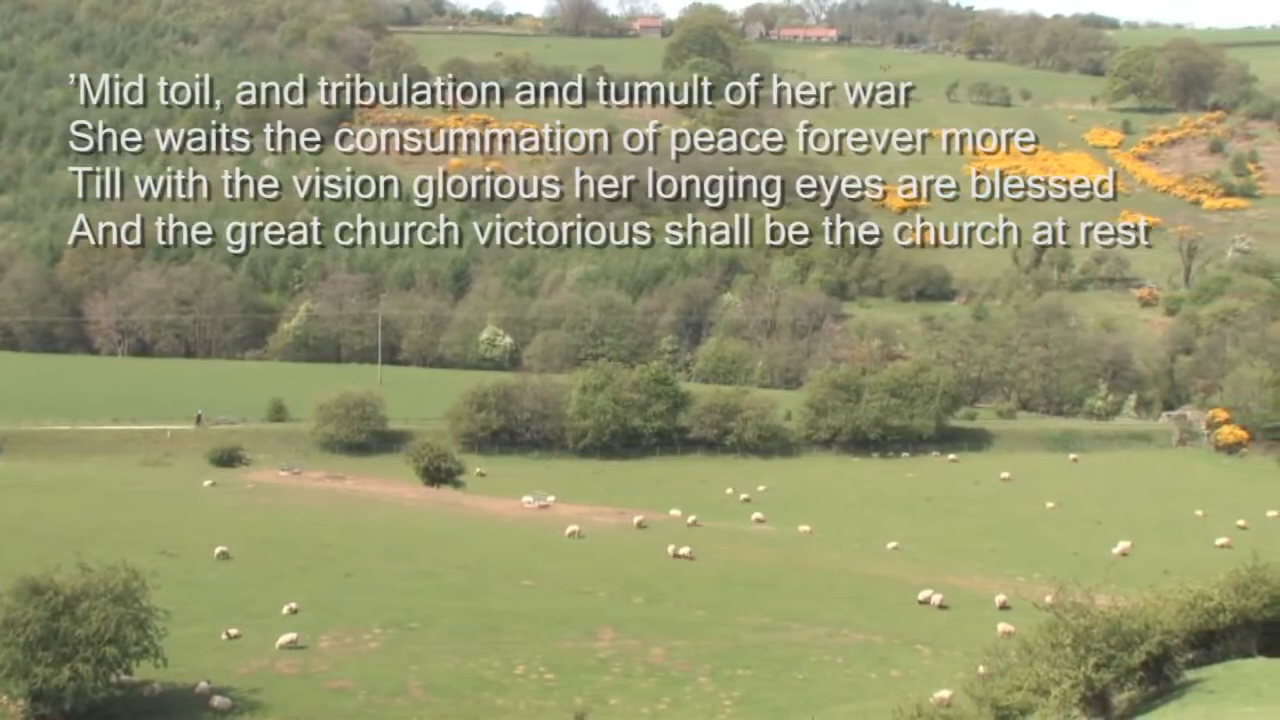 ’Mid toil, and tribulation and tumult of her war
She waits the consummation of peace forever more
Till with the vision glorious her longing eyes are blessed
And the great church victorious shall be the church at rest